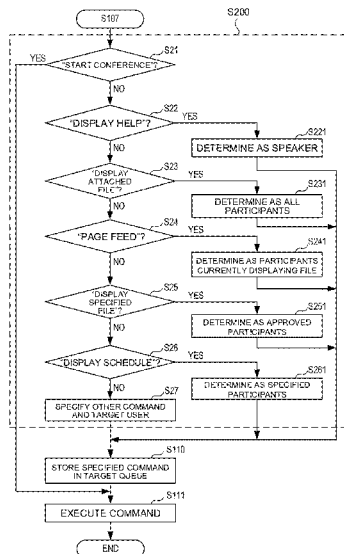 S107
S200
S21
YES
"START CONFERENCE"?
NO
S22
"DISPLAY HELP"?
YES
S221
DETERMINE AS SPEAKER
NO
S23
"DISPLAY
ATTACHED
FILE"?
YES
S231
DETERMINE AS ALL
PARTICIPANTS
NO
S24
"PAGE FEED"?
YES
S241
DETERMINE AS PARTICIPANTS
CURRENTLY DISPLAYING FILE
NO
S25
"DISPLAY
SPECIFIED
FILE"?
YES
S251
DETERMINE AS APPROVED
PARTICIPANTS
NO
S26
"DISPLAY SCHEDULE"?
YES
S261
DETERMINE AS SPECIFIED
PARTICIPANTS
NO
S27
SPECIFY OTHER COMMAND
AND TARGET USER
S110
STORE SPECIFIED COMMAND
IN TARGET QUEUE
S111
EXECUTE COMMAND
END